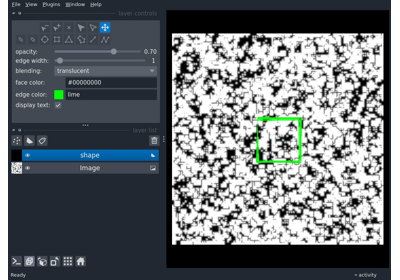 File View Plugins Window Help
layer controls
opacity: 0.70
edge width: 1
blending: translucent
face color: #00000000
edge color: lime
display text:
layer list
shape
Image
Ready
activity